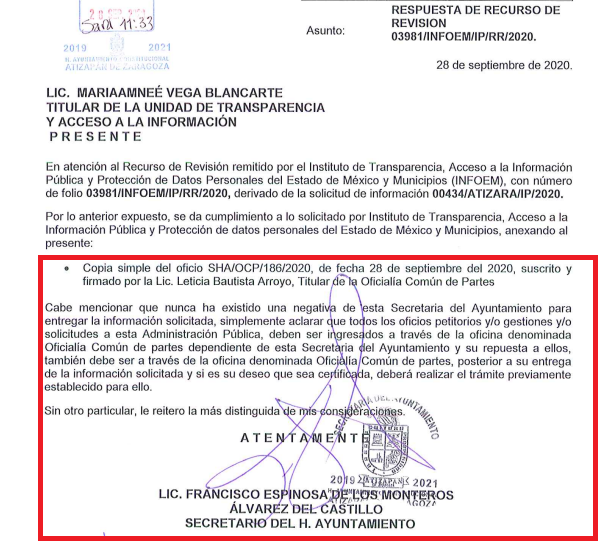 Sara 11:33
2019 2021
H. AYUNTAMIENTO CONSTITUCIONAL
ATIZAPÁN DE ZARAGOZA
Asunto:
RESPUESTA DE RECURSO DE
REVISION
03981/INFOEM/IP/RR/2020.
28 de septiembre de 2020.
LIC. MARIAAMNEÉ VEGA BLANCARTE
TITULAR DE LA UNIDAD DE TRANSPARENCIA
Y ACCESO A LA INFORMACIÓN
P R E S E N T E
En atención al Recurso de Revisión remitido por el Instituto de Transparencia, Acceso a la Información
Pública y Protección de Datos Personales del Estado de México y Municipios (INFOEM), con número
de folio 03981/INFOEM/IP/RR/2020, derivado de la solicitud de información 00434/ATIZARA/IP/2020.
Por lo anterior expuesto, se da cumplimiento a lo solicitado por Instituto de Transparencia, Acceso a la
Información Pública y Protección de datos personales del Estado de México y Municipios, anexando al
presente:
• Copia simple del oficio SHA/OCP/186/2020, de fecha 28 de septiembre del 2020, suscrito y
firmado por la Lic. Leticia Bautista Arroyo, Titular de la Oficialía Común de Partes
Cabe mencionar que nunca ha existido una negativa de esta Secretaria del Ayuntamiento para
entregar la información solicitada, simplemente aclarar que todos los oficios petitorios y/o gestiones y/o
solicitudes a esta Administración Pública, deben ser ingresados a través de la oficina denominada
Oficialía Común de partes dependiente de esta Secretaria del Ayuntamiento y su repuesta a ellos,
también debe ser a través de la oficina denominada Oficialía Común de partes, posterior a su entrega
de la información solicitada y si es su deseo que sea certificada, deberá realizar el trámite previamente
establecido para ello.
Sin otro particular, le reitero la más distinguida de mis consideraciones.
A T E N T A M E N T E
SECRETARIA DEL AYUNTAMIENTO
2019 2021
LIC. FRANCISCO ESPINOSA DE LOS MONTEROS
ÁLVAREZ DEL CASTILLO
SECRETARIO DEL H. AYUNTAMIENTO